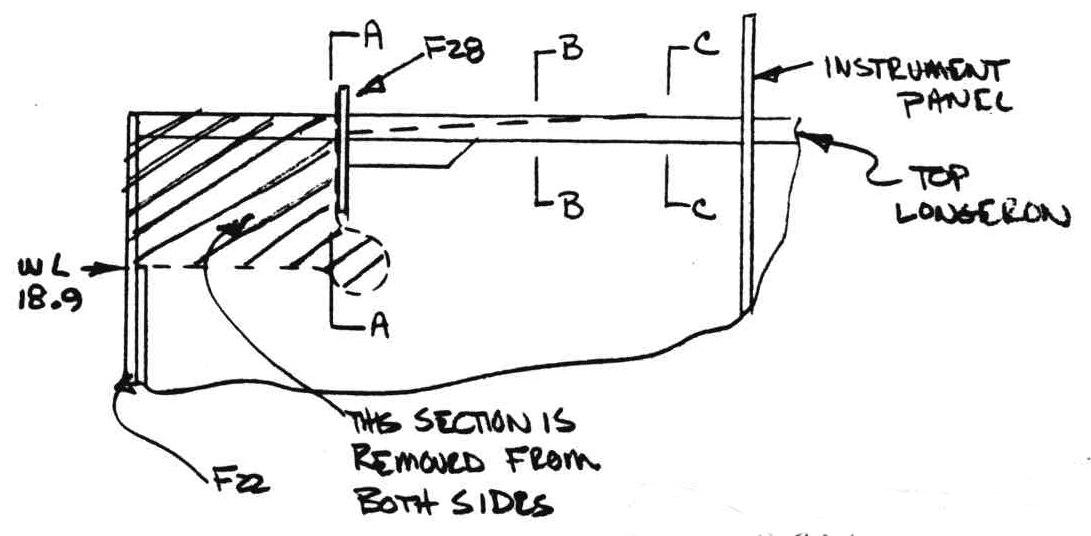 A
F28
B
C
INSTRUMENT
PANEL
TOP
LONGERON
B
C
WL
18.9
A
THIS SECTION IS
REMOVED FROM
BOTH SIDES
F22